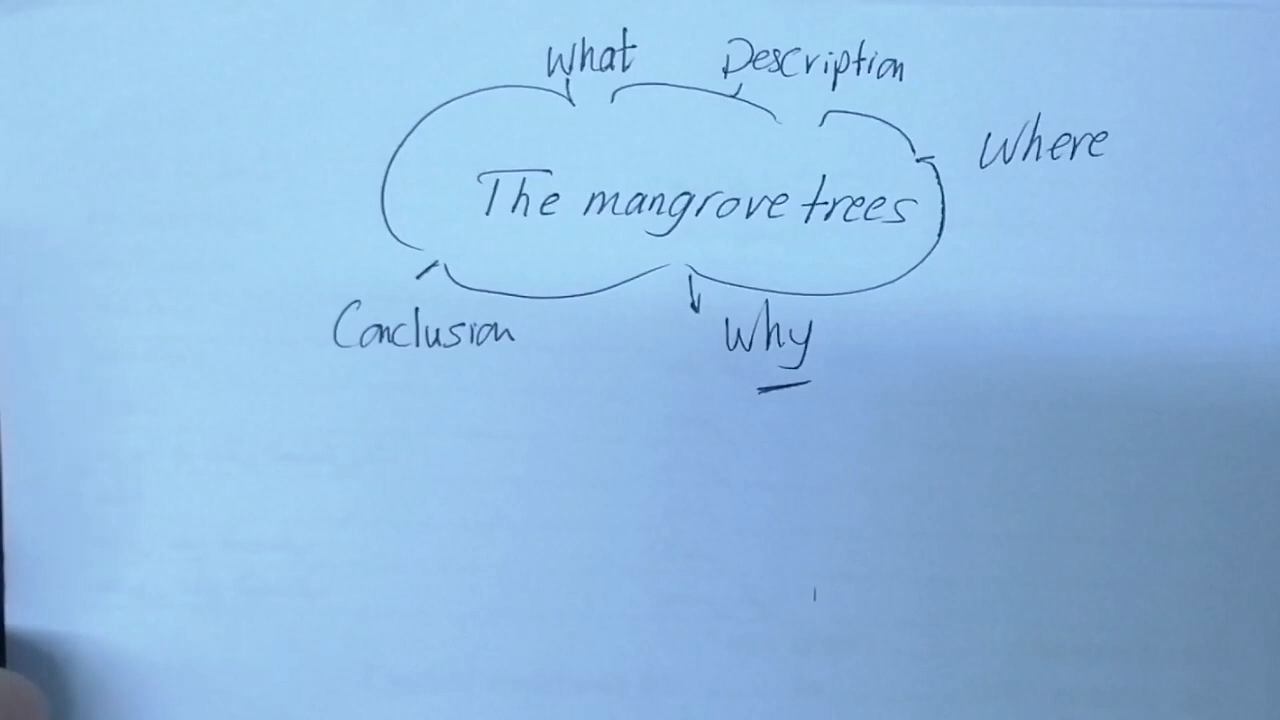 What
Description
Where
The mangrove trees
Conclusion
Why